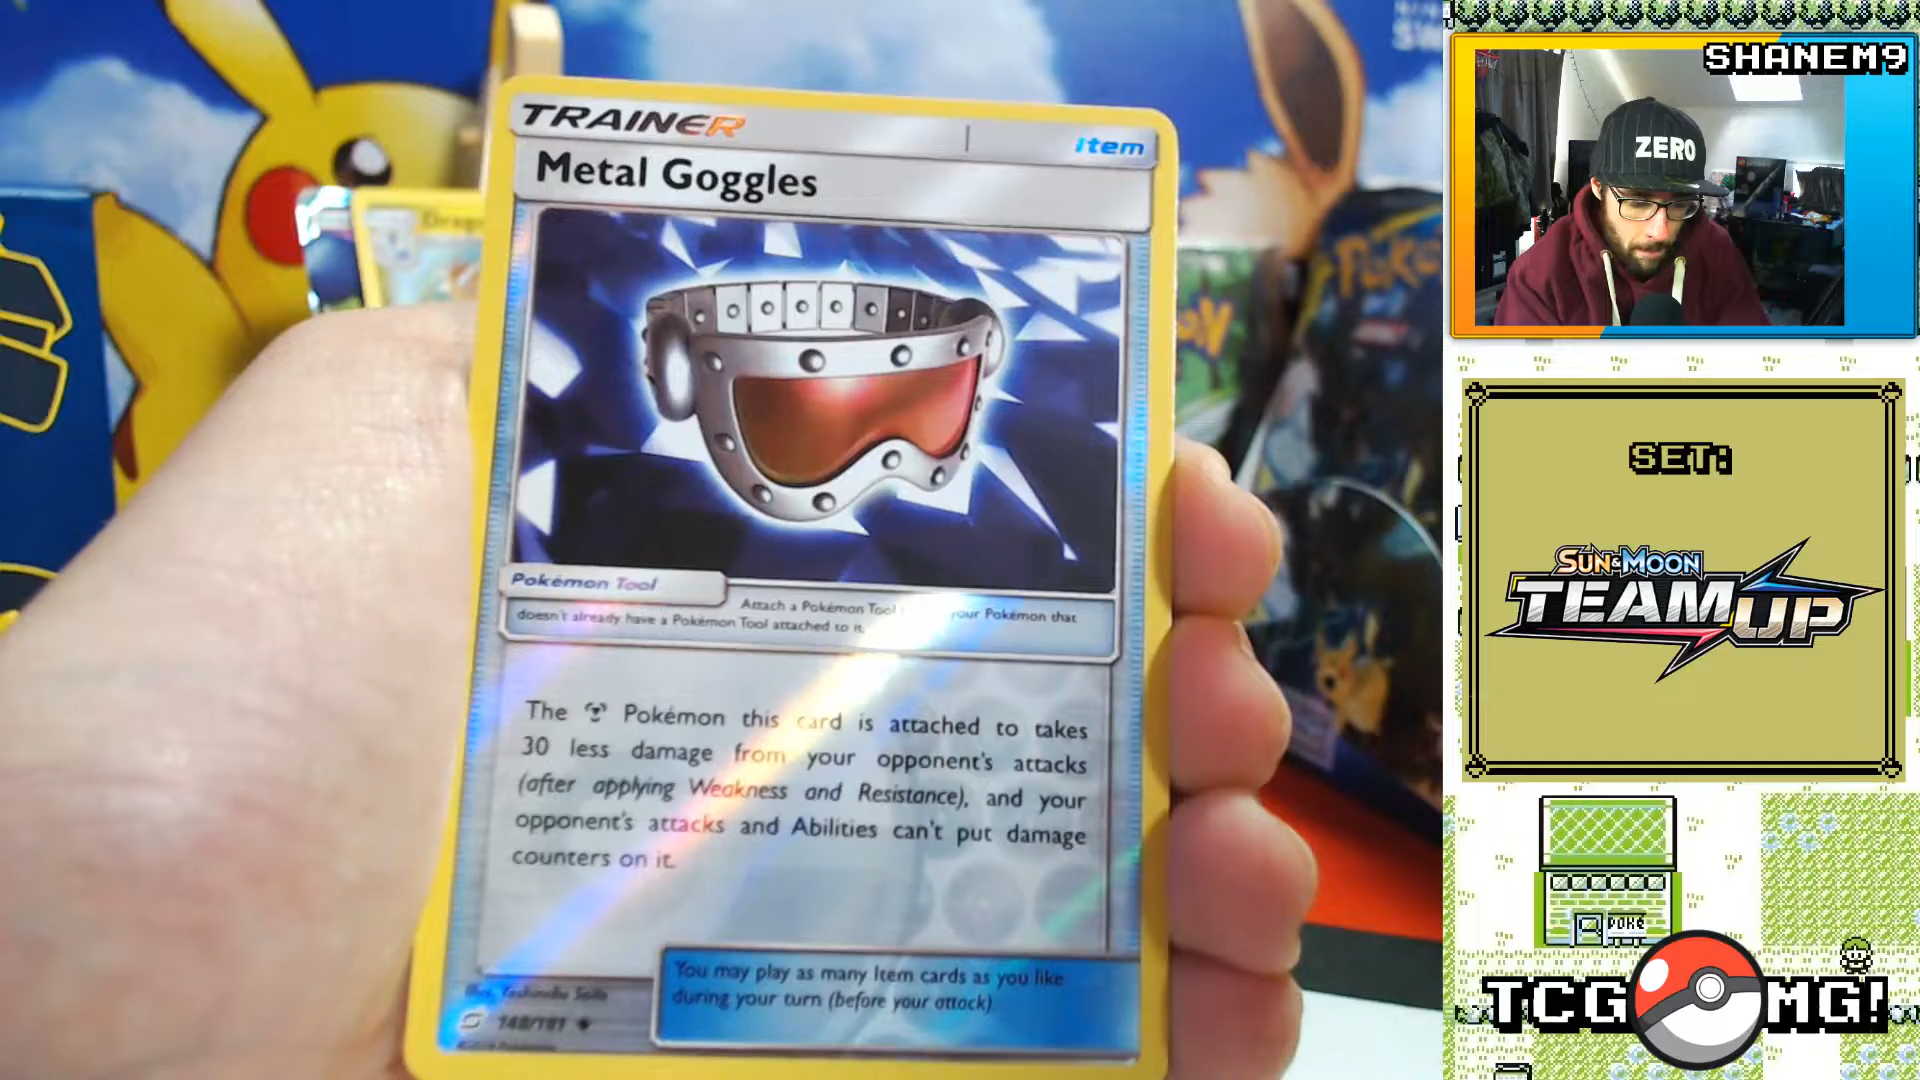 TRAINER
Item
Metal Goggles
Pokémon Tool
Attach a Pokémon Tool your Pokémon that
doesn't already have a Pokémon Tool attached to it.
The Pokémon this card is attached to takes
30 less damage from your opponent's attacks
(after applying Weakness and Resistance), and your
opponent's attacks and Abilities can't put damage
counters on it.
You may play as many Item cards as you like
during your turn (before your attack).
148/181
SHANEM9
ZERO
SET:
SUN & MOON
TEAM UP
POKé
TCG MG!